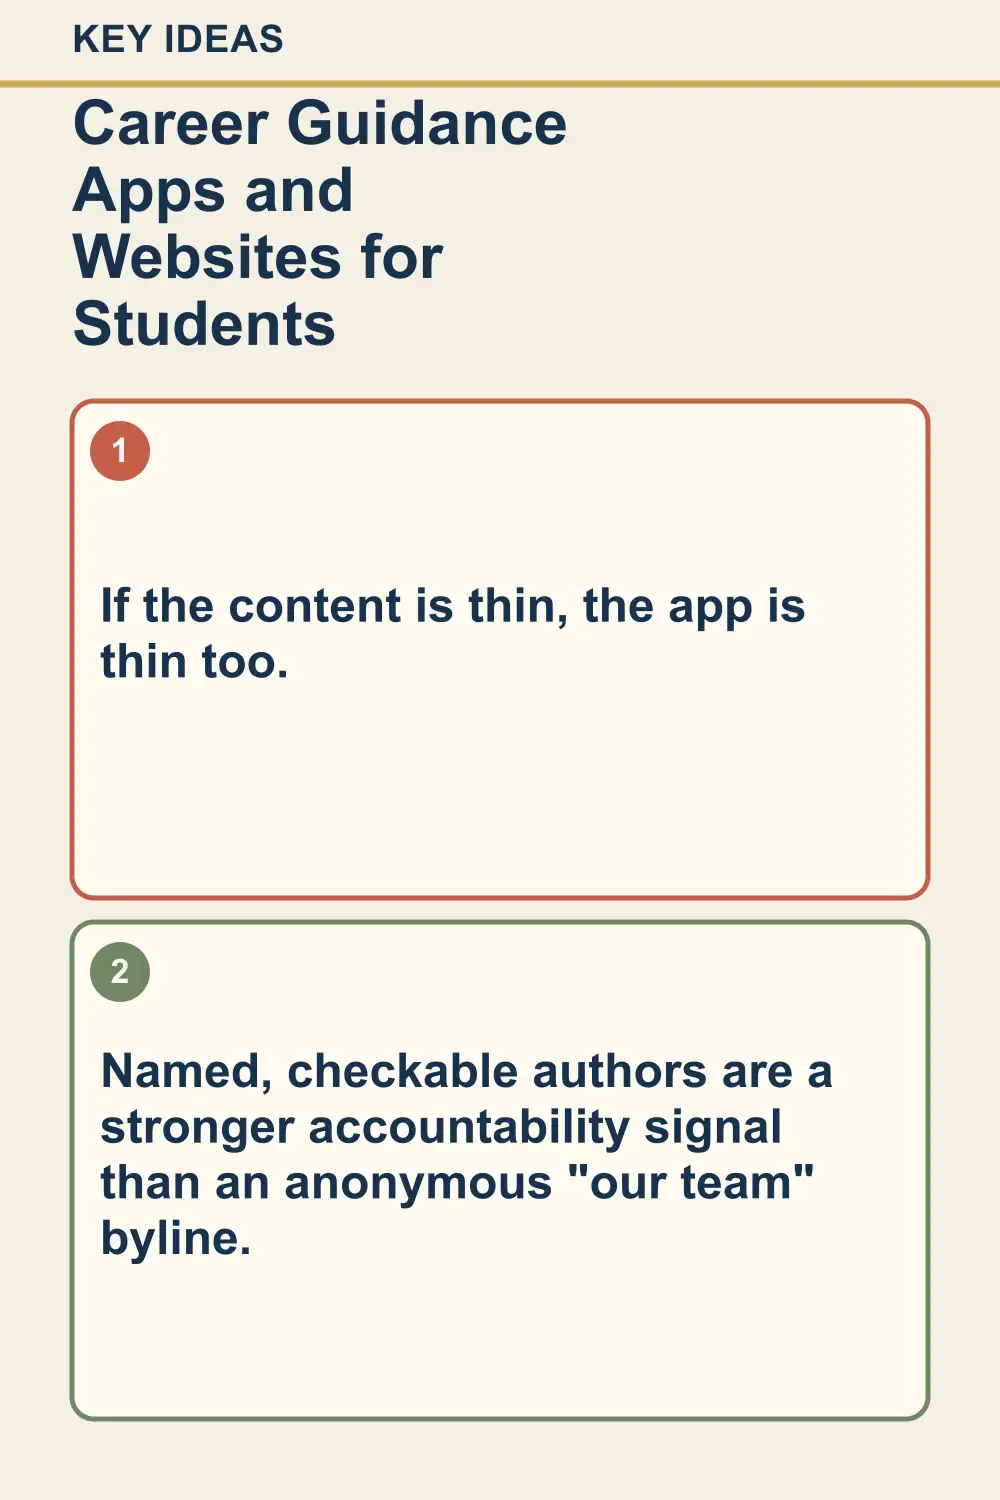 KEY IDEAS
Career Guidance
Apps and
Websites for
Students
1
If the content is thin, the app is
thin too.
2
Named, checkable authors are a
stronger accountability signal
than an anonymous "our team"
byline.